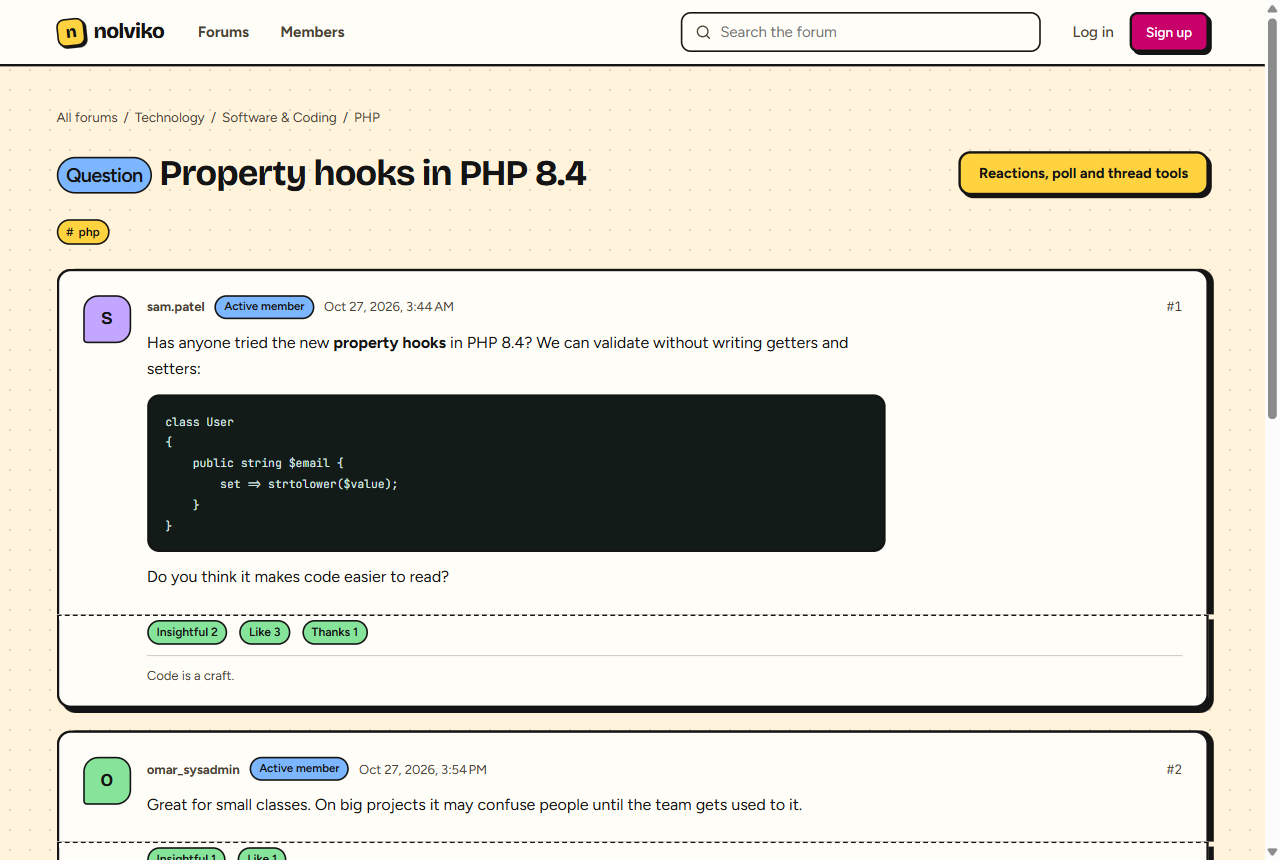 n nolviko Forums Members Search the forum Log in Sign up
All forums / Technology / Software & Coding / PHP
Question Property hooks in PHP 8.4 Reactions, poll and thread tools
# php
S sam.patel Active member Oct 27, 2026, 3:44 AM #1
Has anyone tried the new property hooks in PHP 8.4? We can validate without writing getters and
setters:
class User
{
    public string $email {
        set => strtolower($value);
    }
}
Do you think it makes code easier to read?
Insightful 2 Like 3 Thanks 1
Code is a craft.
O omar_sysadmin Active member Oct 27, 2026, 3:54 PM #2
Great for small classes. On big projects it may confuse people until the team gets used to it.
Insightful 1 Like 1